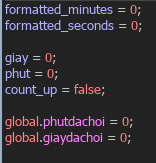 formatted_minutes = 0;
formatted_seconds = 0;
giay = 0;
phut = 0;
count_up = false;
global.phutdachoi = 0;
global.giaydachoi = 0;